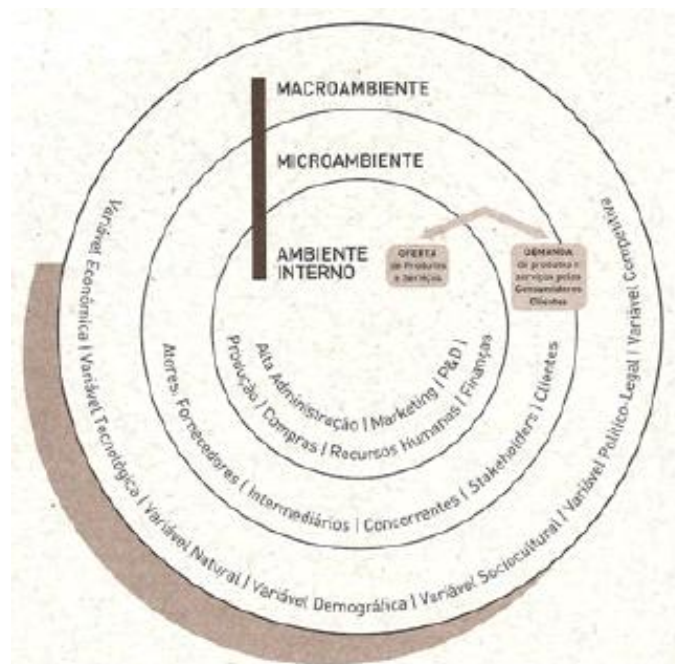 MACROAMBIENTE
MICROAMBIENTE
AMBIENTE
INTERNO
OFERTA
de Produtos
e Serviços
DEMANDA
de produtos e
serviços pelos
Consumidores
Clientes
Alta Administração | Marketing | P&D |
Produção | Compras | Recursos Humanas | Finanças
Atores: Fornecedores | Intermediários | Concorrentes | Stakeholders | Clientes
Variável Econômica | Variável Tecnológica | Variável Natural | Variável Demográfica | Variável Sociocultural | Variável Político-Legal | Variável Competitiva